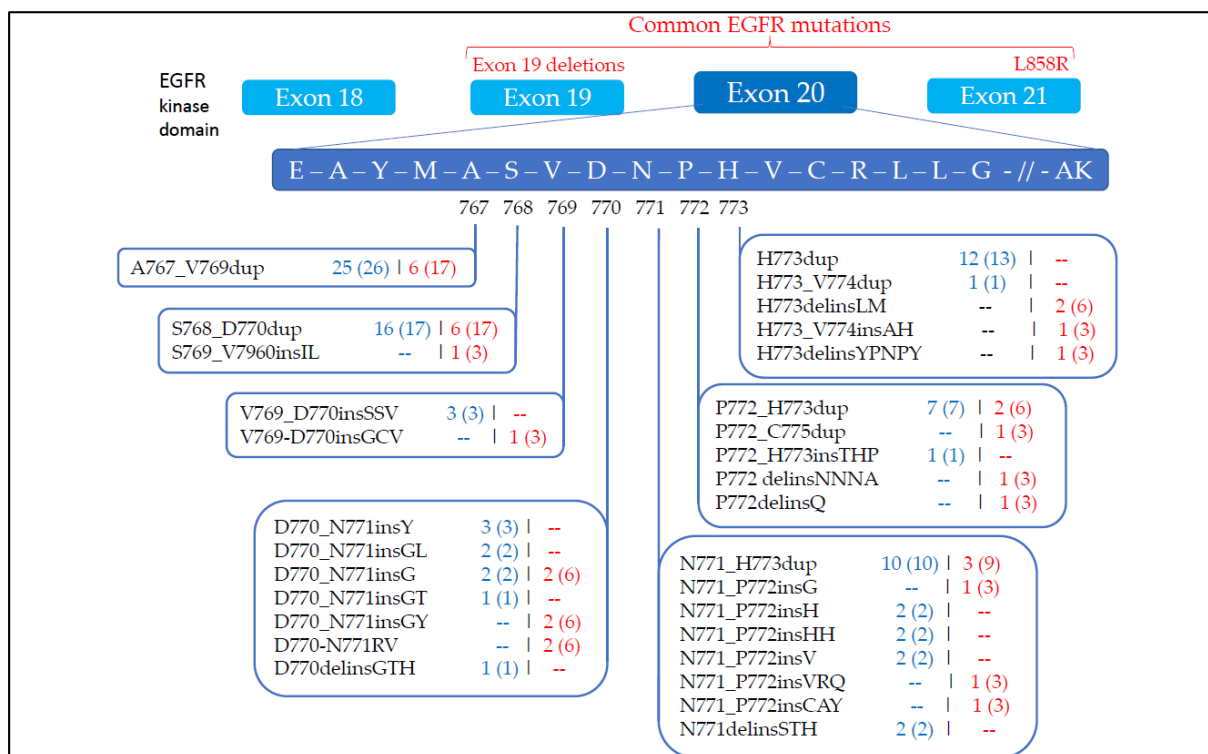 Common EGFR mutations
Exon 19 deletions
L858R
EGFR
kinase
domain
Exon 18
Exon 19
Exon 20
Exon 21
E – A – Y – M – A – S – V – D – N – P – H – V – C – R – L – L – G - // - AK
767 768 769 770 771 772 773
A767_V769dup 25 (26) | 6 (17)
S768_D770dup 16 (17) | 6 (17)
S769_V7960insIL -- | 1 (3)
V769_D770insSSV 3 (3) | --
V769-D770insGCV -- | 1 (3)
D770_N771insY 3 (3) | --
D770_N771insGL 2 (2) | --
D770_N771insG 2 (2) | 2 (6)
D770_N771insGT 1 (1) | --
D770_N771insGY -- | 2 (6)
D770-N771RV -- | 2 (6)
D770delinsGTH 1 (1) | --
H773dup 12 (13) | --
H773_V774dup 1 (1) | --
H773delinsLM -- | 2 (6)
H773_V774insAH -- | 1 (3)
H773delinsYPNPY -- | 1 (3)
P772_H773dup 7 (7) | 2 (6)
P772_C775dup -- | 1 (3)
P772_H773insTHP 1 (1) | --
P772 delinsNNNA -- | 1 (3)
P772delinsQ -- | 1 (3)
N771_H773dup 10 (10) | 3 (9)
N771_P772insG -- | 1 (3)
N771_P772insH 2 (2) | --
N771_P772insHH 2 (2) | --
N771_P772insV 2 (2) | --
N771_P772insVRQ -- | 1 (3)
N771_P772insCAY -- | 1 (3)
N771delinsSTH 2 (2) | --